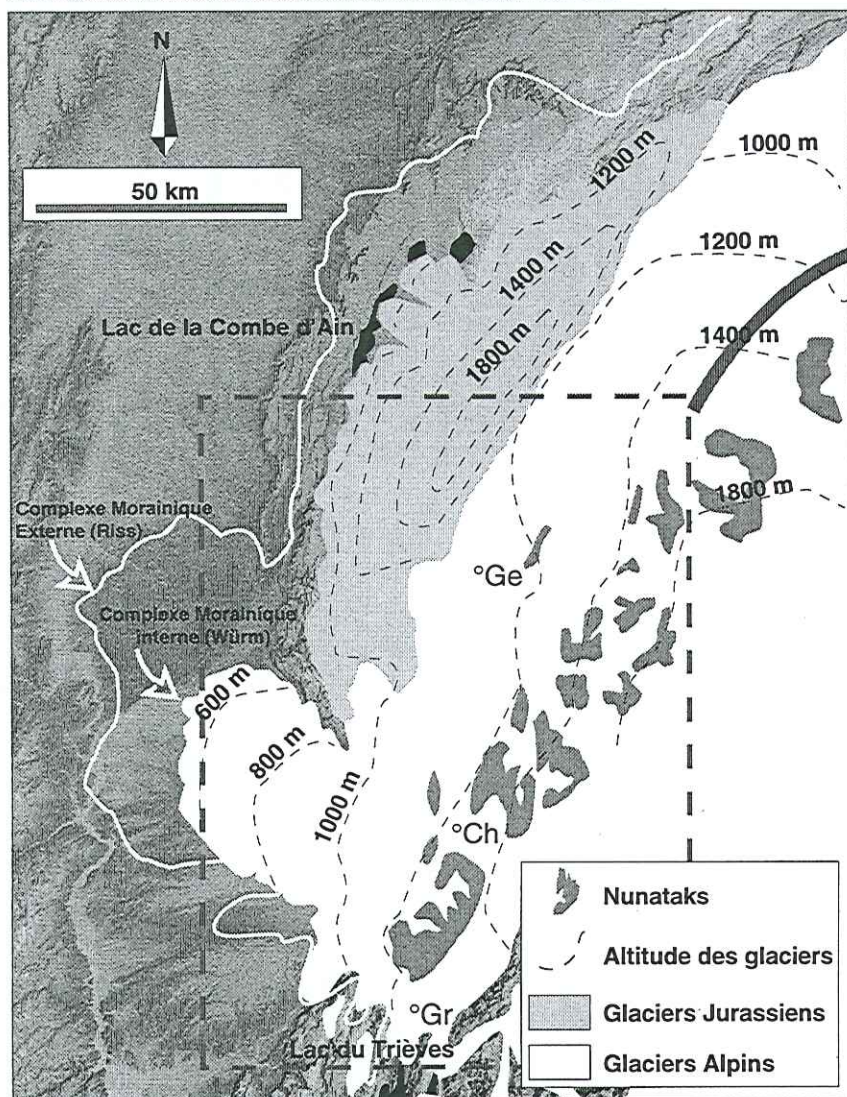 N
50 km
1000 m
1200 m
1200 m
1400 m
1400 m
Lac de la Combe d'Ain
1800 m
1800 m
Complexe Morainique
Externe (Riss)
°Ge
Complexe Morainique
interne (Würm)
600 m
800 m
1000 m
°Ch
°Gr
Lac du Trièves
Nunataks
Altitude des glaciers
Glaciers Jurassiens
Glaciers Alpins